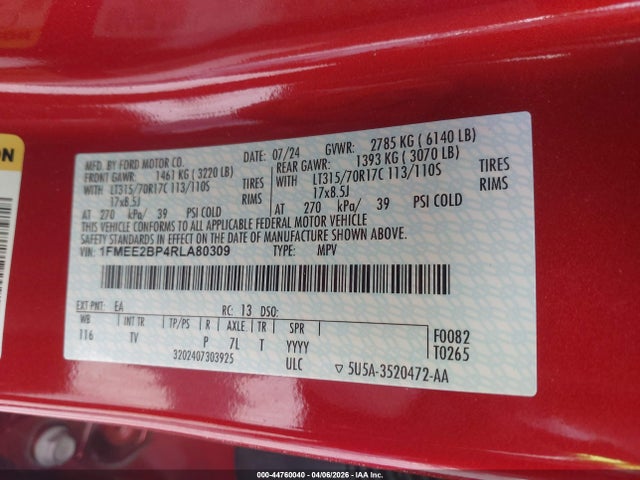 ON
MFD. BY FORD MOTOR CO.
DATE: 07/24 GVWR: 2785 KG ( 6140 LB)
FRONT GAWR: 1461 KG ( 3220 LB)
REAR GAWR: 1393 KG ( 3070 LB)
WITH LT315/70R17C 113/110S TIRES
WITH LT315/70R17C 113/110S TIRES
17x8.5J RIMS
17x8.5J RIMS
AT 270 kPa/ 39 PSI COLD
AT 270 kPa/ 39 PSI COLD
THIS VEHICLE CONFORMS TO ALL APPLICABLE FEDERAL MOTOR VEHICLE
SAFETY STANDARDS IN EFFECT ON THE DATE OF MANUFACTURE SHOWN ABOVE.
VIN: 1FMEE2BP4RLA80309 TYPE: MPV
EXT PNT: EA RC: 13 DSO:
WB INT TR TP/PS R AXLE TR SPR
116 TV P 7L T YYYY
3202407303925 ULC
F0082
T0265
▽ 5U5A-3520472-AA
000-44760040 / 04/06/2026 / IAAI.com